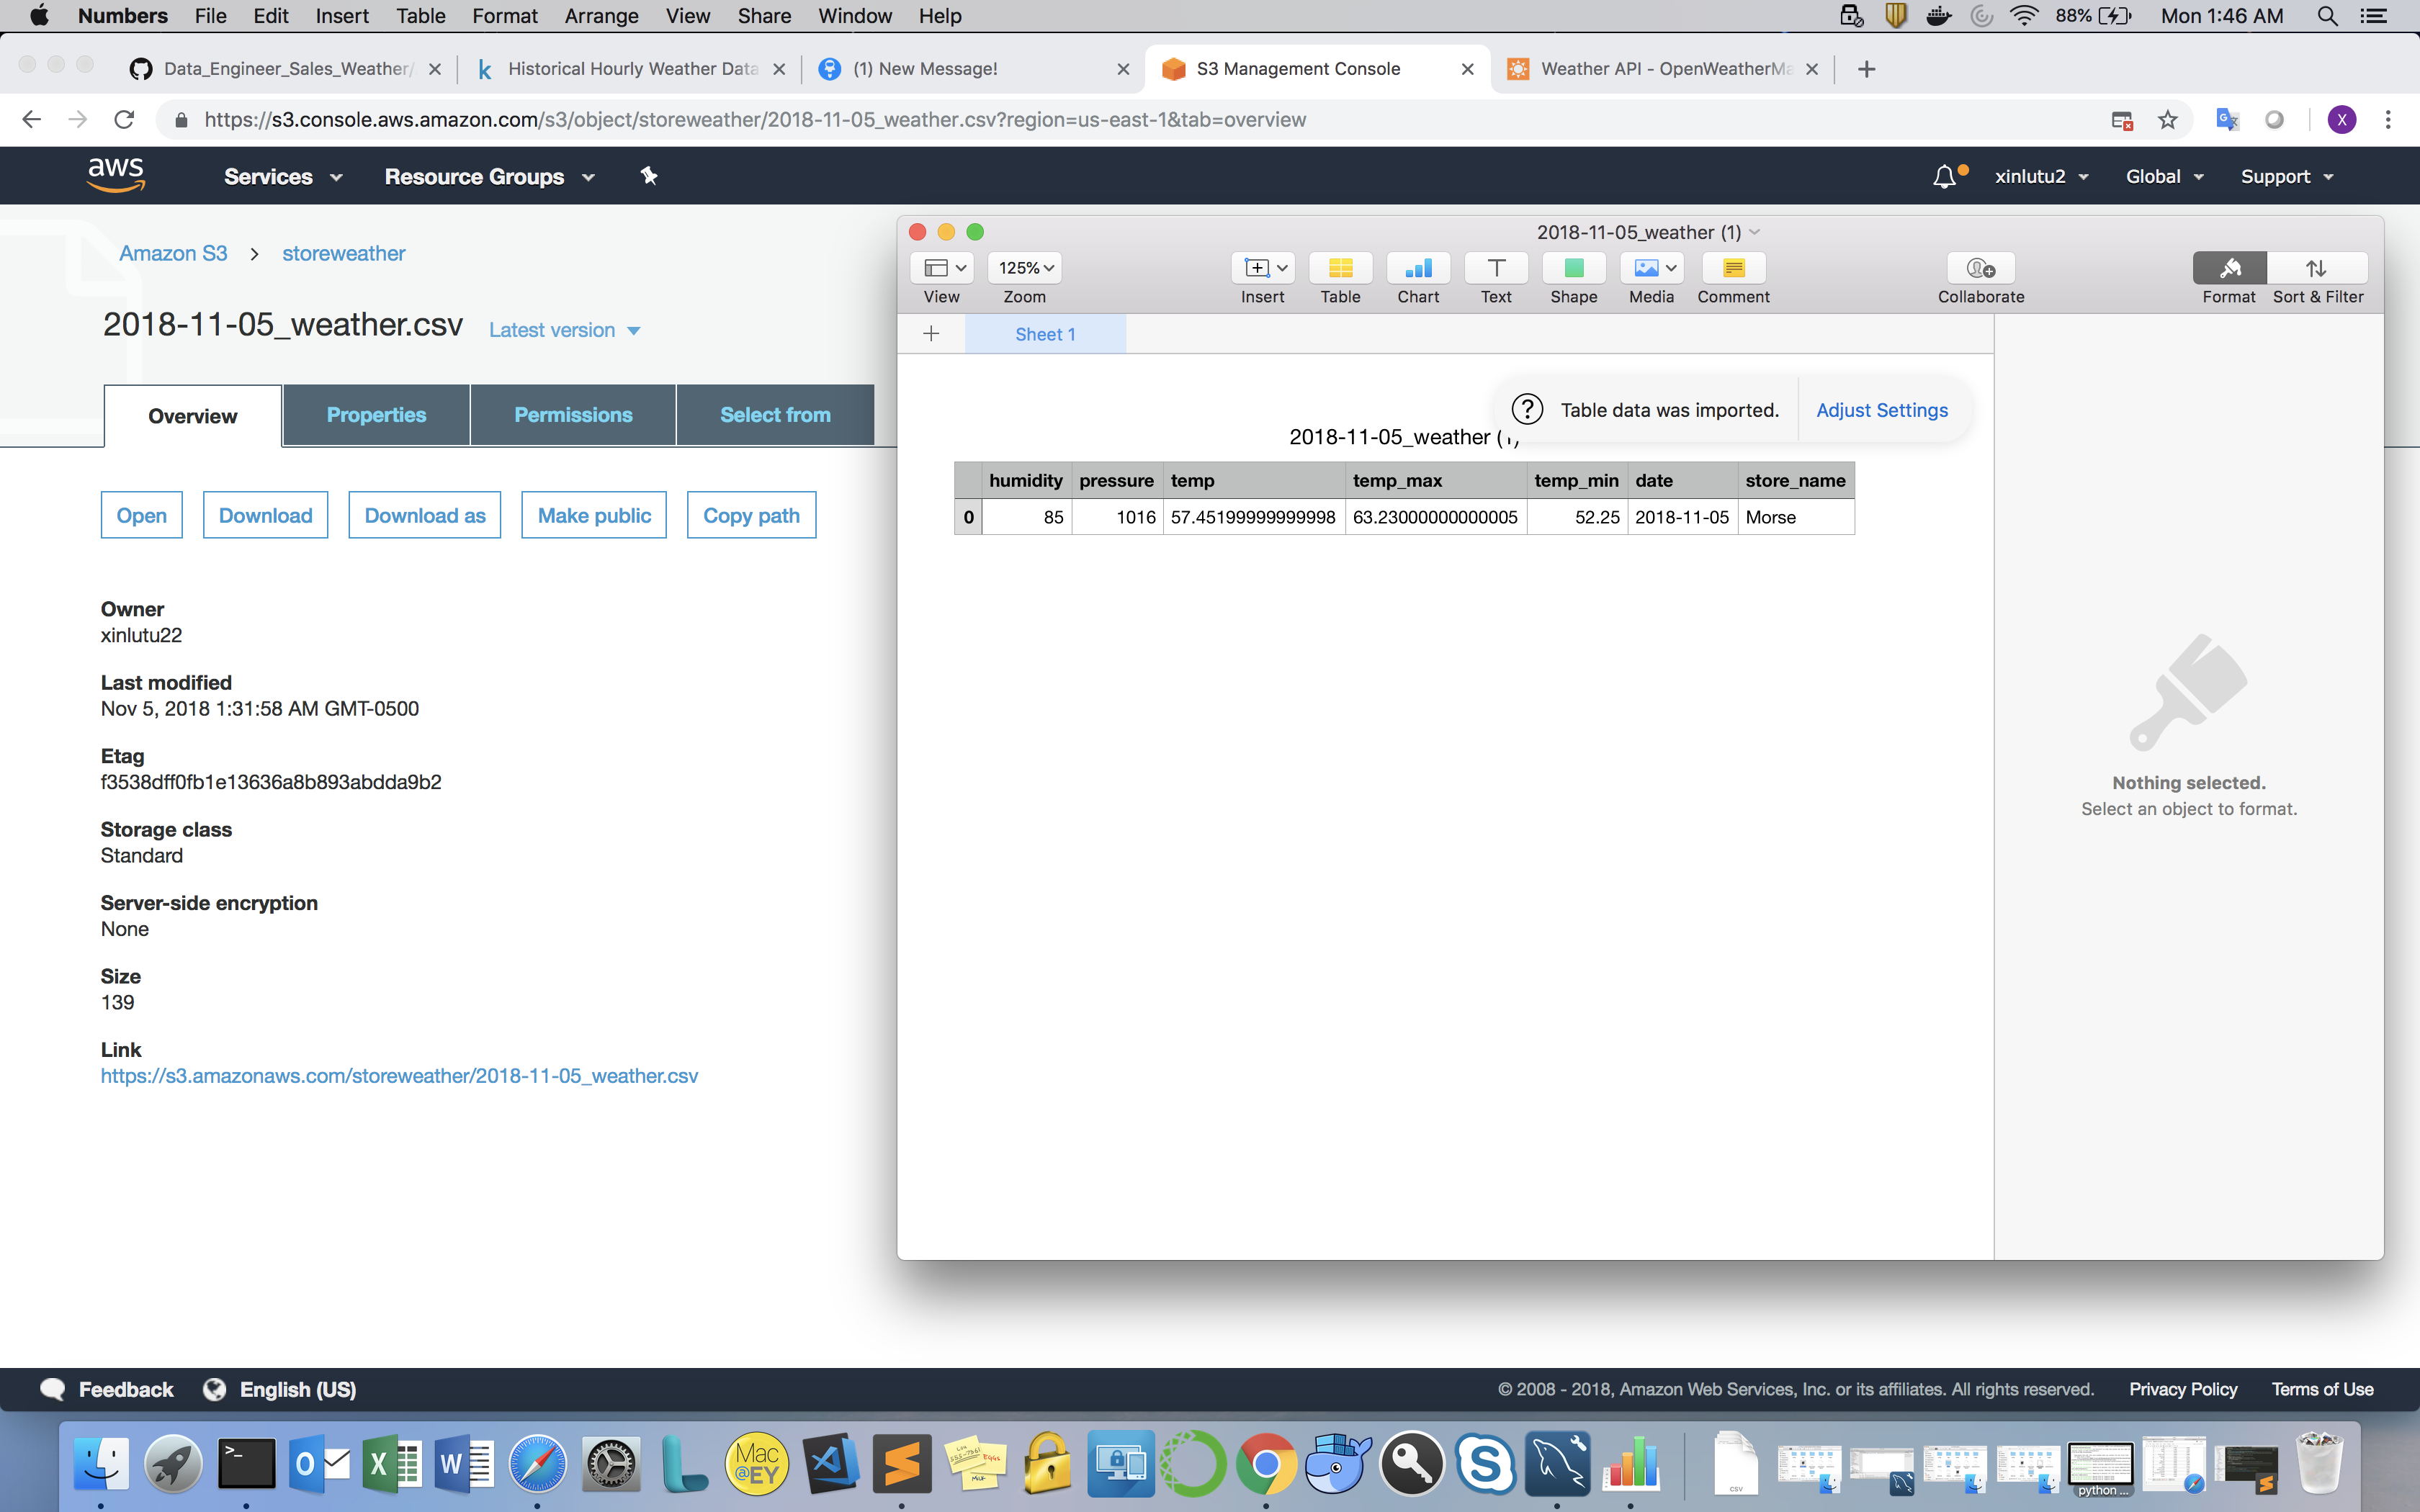 Numbers File Edit Insert Table Format Arrange View Share Window Help 88% Mon 1:46 AM
Data_Engineer_Sales_Weather/ Historical Hourly Weather Data (1) New Message! S3 Management Console Weather API - OpenWeatherMa
https://s3.console.aws.amazon.com/s3/object/storeweather/2018-11-05_weather.csv?region=us-east-1&tab=overview X
aws Services Resource Groups xinlutu2 Global Support
Amazon S3 > storeweather
2018-11-05_weather.csv Latest version
Overview Properties Permissions Select from
Open Download Download as Make public Copy path
Owner
xinlutu22
Last modified
Nov 5, 2018 1:31:58 AM GMT-0500
Etag
f3538dff0fb1e13636a8b893abdda9b2
Storage class
Standard
Server-side encryption
None
Size
139
Link
https://s3.amazonaws.com/storeweather/2018-11-05_weather.csv
2018-11-05_weather (1)
125%
View Zoom Insert Table Chart Text Shape Media Comment Collaborate Format Sort & Filter
Sheet 1
Table data was imported. Adjust Settings
2018-11-05_weather (1)
humidity pressure temp temp_max temp_min date store_name
0 85 1016 57.45199999999998 63.23000000000005 52.25 2018-11-05 Morse
Nothing selected.
Select an object to format.
Feedback English (US) © 2008 - 2018, Amazon Web Services, Inc. or its affiliates. All rights reserved. Privacy Policy Terms of Use
Mac
@EY
CSV
python ...